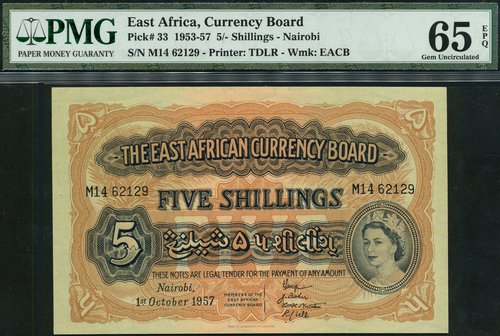 PMG
PAPER MONEY GUARANTY
East Africa, Currency Board
Pick# 33 1953-57 5/- Shillings - Nairobi
S/N M14 62129 - Printer: TDLR - Wmk: EACB
65 EPQ
Gem Uncirculated
THE EAST AFRICAN CURRENCY BOARD
M14 62129
M14 62129
FIVE SHILLINGS
5
شيلنغ ۵ પ શીલીંગ
THESE NOTES ARE LEGAL TENDER FOR THE PAYMENT OF ANY AMOUNT
Nairobi,
1st October 1957
MEMBERS OF THE
EAST AFRICAN
CURRENCY
BOARD